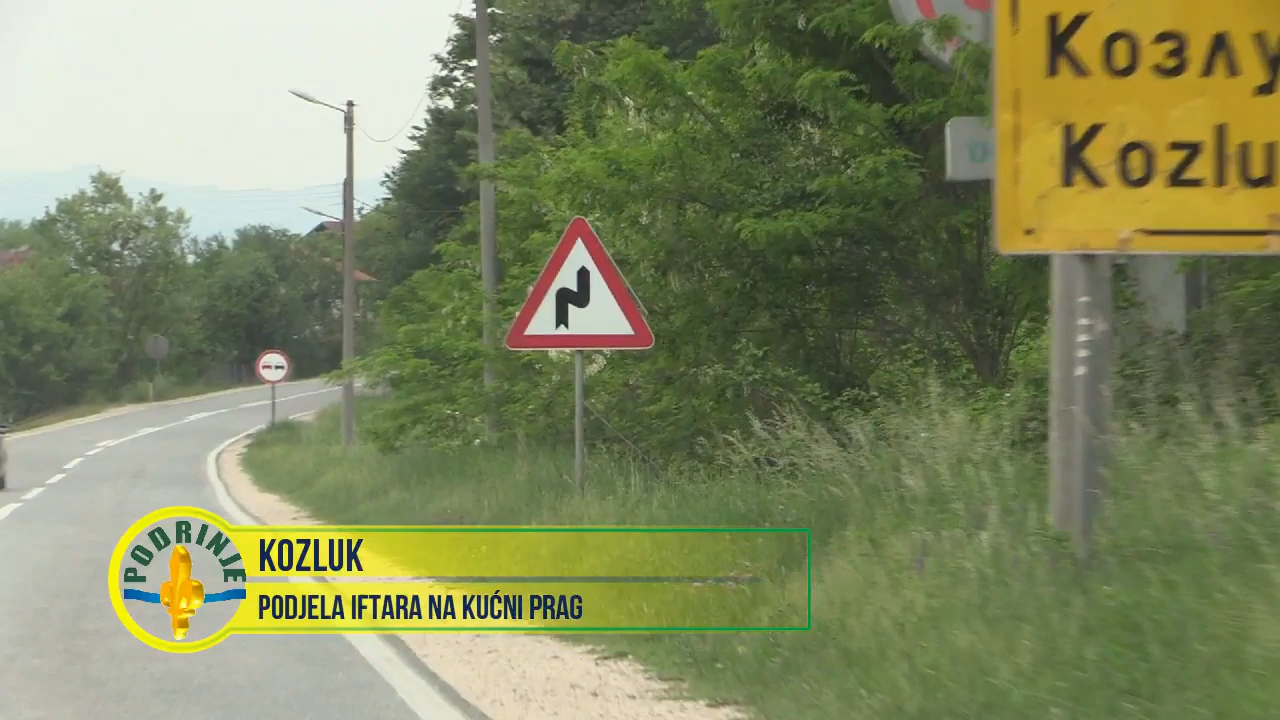 Козлу
Kozlu
PODRINJE
KOZLUK
PODJELA IFTARA NA KUĆNI PRAG